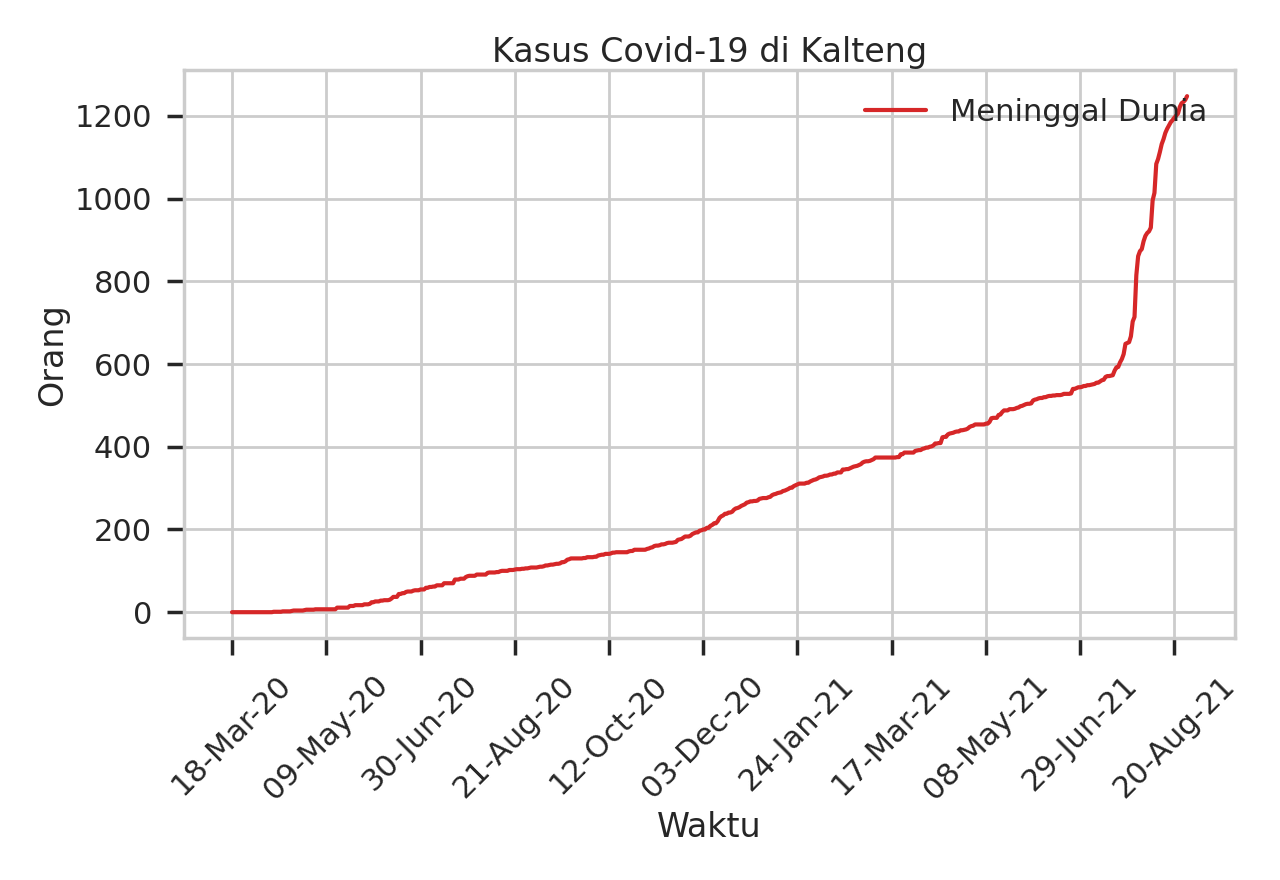 Kasus Covid-19 di Kalteng
Meninggal Dunia
Orang
1200
1000
800
600
400
200
0
18-Mar-20
09-May-20
30-Jun-20
21-Aug-20
12-Oct-20
03-Dec-20
24-Jan-21
17-Mar-21
08-May-21
29-Jun-21
20-Aug-21
Waktu